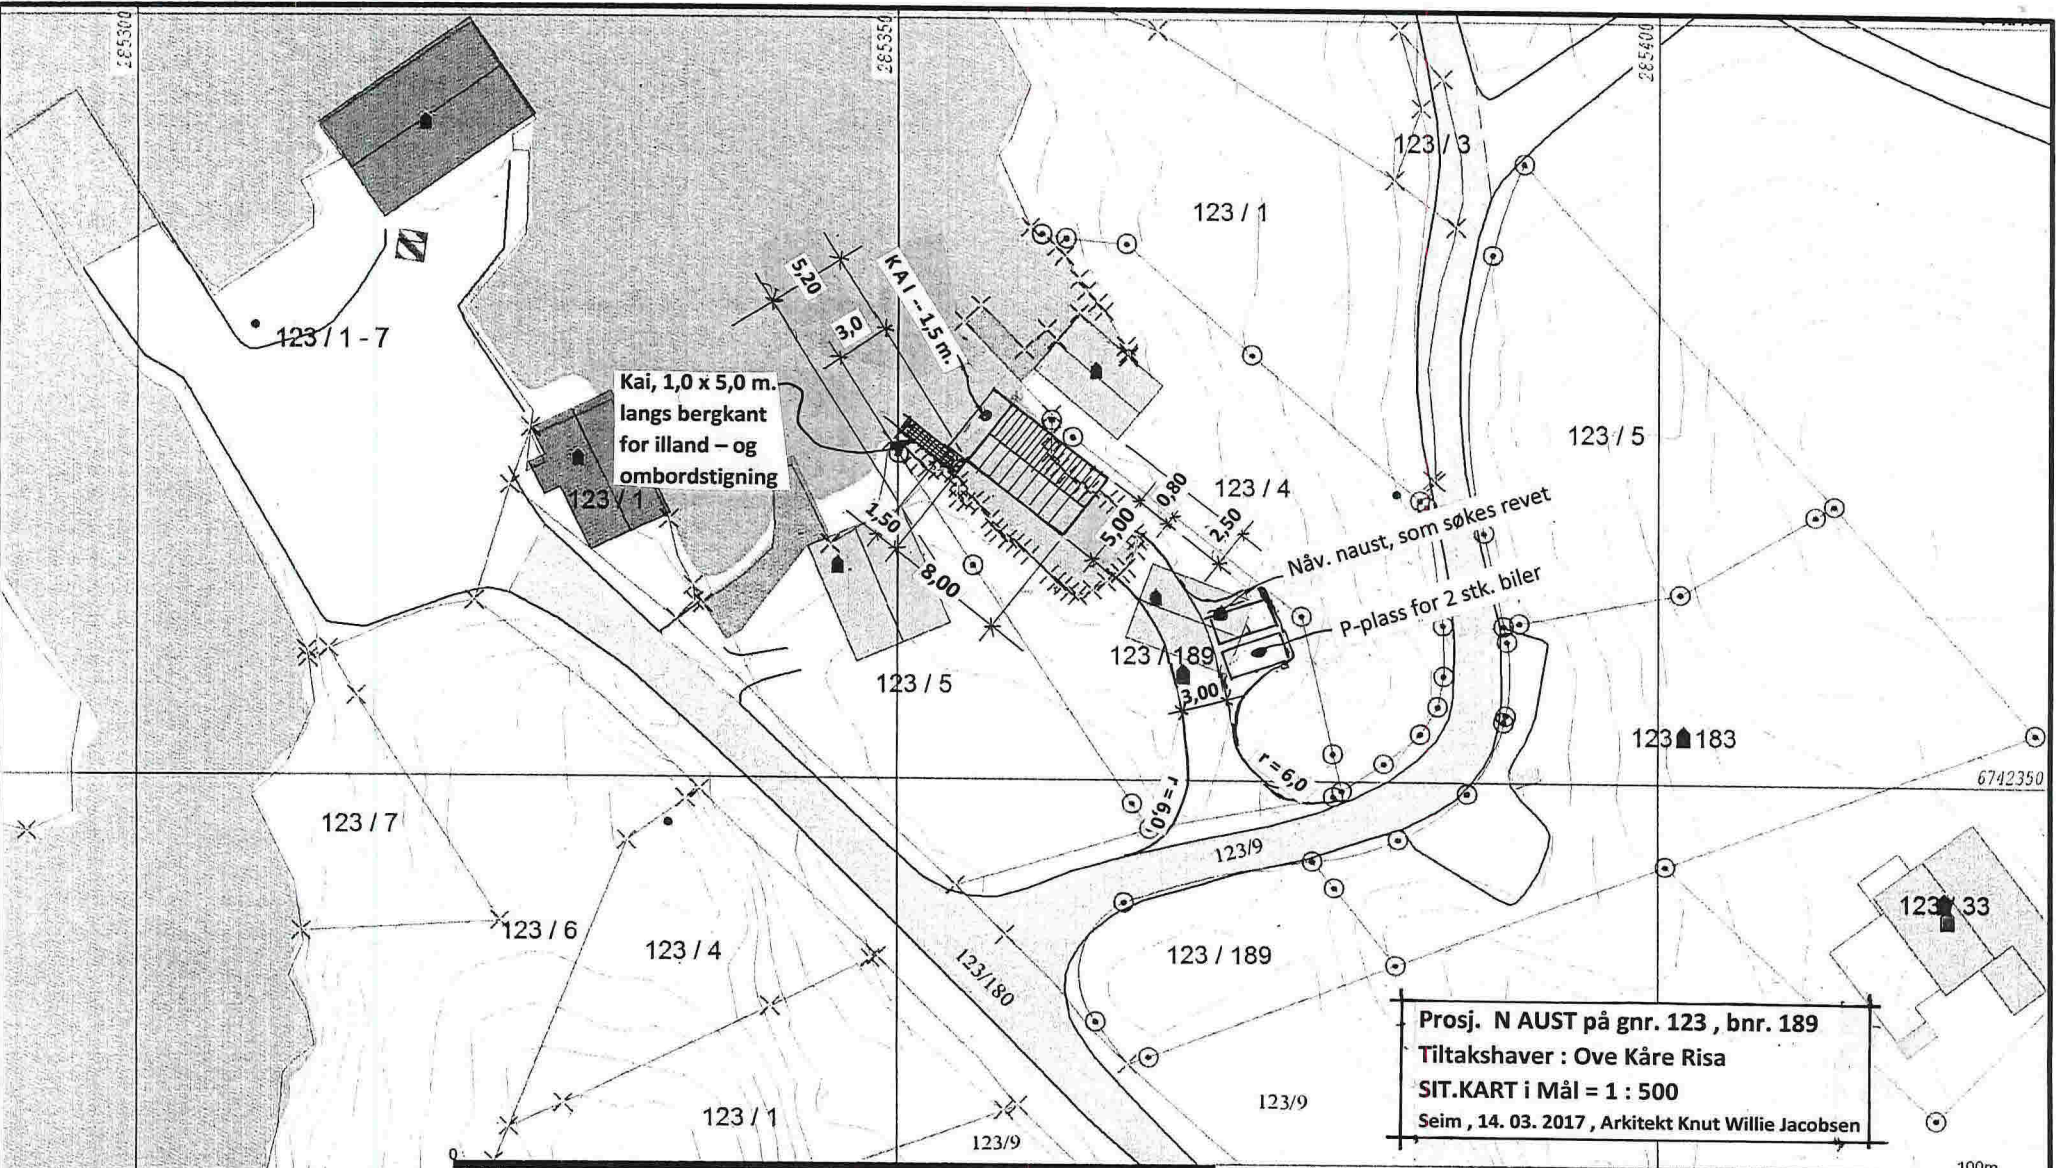 285300
285350
285400
123 / 3
123 / 1
123 / 1 - 7
5,20
3,0
KAI -- 1,5 m.
Kai, 1,0 x 5,0 m.
langs bergkant
for illand – og
ombordstigning
123 / 1
123 / 5
123 / 4
0,80
2,50
5,00
1,50
8,00
Nåv. naust, som søkes revet
P-plass for 2 stk. biler
123 / 189
3,00
123 / 5
123 / 183
6742350
r = 6,0
r = 6,0
123 / 7
123/9
123 / 33
123 / 6
123 / 4
123 / 189
123/180
Prosj. N AUST på gnr. 123 , bnr. 189
Tiltakshaver : Ove Kåre Risa
SIT.KART i Mål = 1 : 500
Seim , 14. 03. 2017 , Arkitekt Knut Willie Jacobsen
123 / 1
123/9
123/9
0
100m